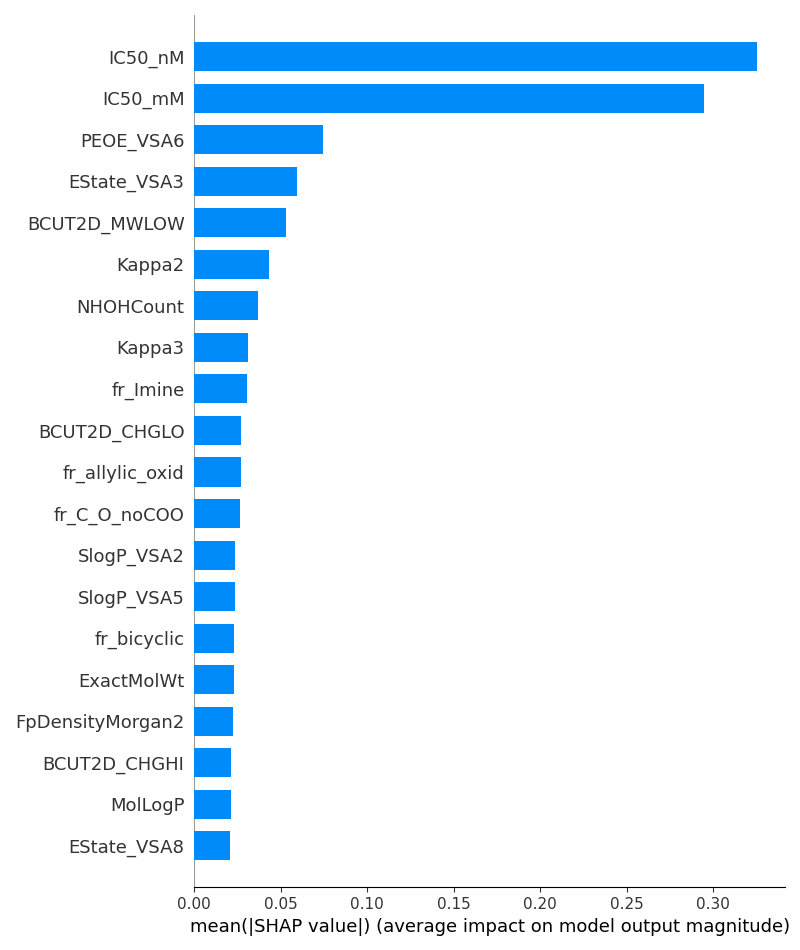 IC50_nM
IC50_mM
PEOE_VSA6
EState_VSA3
BCUT2D_MWLOW
Kappa2
NHOHCount
Kappa3
fr_Imine
BCUT2D_CHGLO
fr_allylic_oxid
fr_C_O_noCOO
SlogP_VSA2
SlogP_VSA5
fr_bicyclic
ExactMolWt
FpDensityMorgan2
BCUT2D_CHGHI
MolLogP
EState_VSA8
0.00 0.05 0.10 0.15 0.20 0.25 0.30
mean(|SHAP value|) (average impact on model output magnitude)